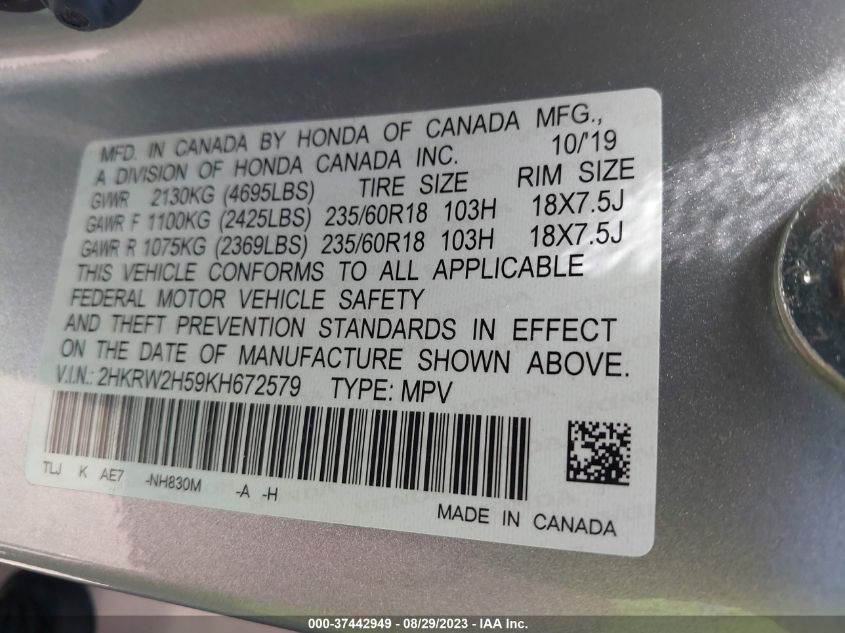 MFD. IN CANADA BY HONDA OF CANADA MFG.,
A DIVISION OF HONDA CANADA INC. 10/'19
GVWR 2130KG (4695LBS) TIRE SIZE RIM SIZE
GAWR F 1100KG (2425LBS) 235/60R18 103H 18X7.5J
GAWR R 1075KG (2369LBS) 235/60R18 103H 18X7.5J
THIS VEHICLE CONFORMS TO ALL APPLICABLE
FEDERAL MOTOR VEHICLE SAFETY
AND THEFT PREVENTION STANDARDS IN EFFECT
ON THE DATE OF MANUFACTURE SHOWN ABOVE.
V.I.N.: 2HKRW2H59KH672579 TYPE: MPV
TLJ K AE7 -NH830M -A -H
MADE IN CANADA
000-37442949 / 08/29/2023 - IAA Inc.